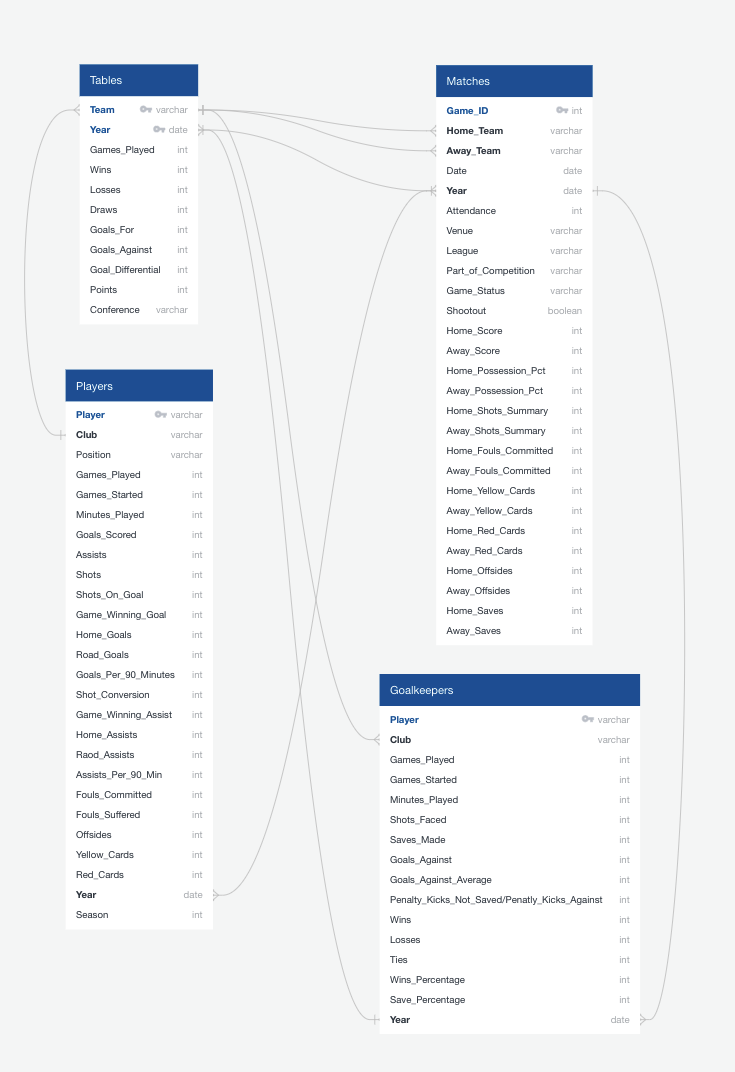 Tables
Team varchar
Year date
Games_Played int
Wins int
Losses int
Draws int
Goals_For int
Goals_Against int
Goal_Differential int
Points int
Conference varchar
Players
Player varchar
Club varchar
Position varchar
Games_Played int
Games_Started int
Minutes_Played int
Goals_Scored int
Assists int
Shots int
Shots_On_Goal int
Game_Winning_Goal int
Home_Goals int
Road_Goals int
Goals_Per_90_Minutes int
Shot_Conversion int
Game_Winning_Assist int
Home_Assists int
Raod_Assists int
Assists_Per_90_Min int
Fouls_Committed int
Fouls_Suffered int
Offsides int
Yellow_Cards int
Red_Cards int
Year date
Season int
Matches
Game_ID int
Home_Team varchar
Away_Team varchar
Date date
Year date
Attendance int
Venue varchar
League varchar
Part_of_Competition varchar
Game_Status varchar
Shootout boolean
Home_Score int
Away_Score int
Home_Possession_Pct int
Away_Possession_Pct int
Home_Shots_Summary int
Away_Shots_Summary int
Home_Fouls_Committed int
Away_Fouls_Committed int
Home_Yellow_Cards int
Away_Yellow_Cards int
Home_Red_Cards int
Away_Red_Cards int
Home_Offsides int
Away_Offsides int
Home_Saves int
Away_Saves int
Goalkeepers
Player varchar
Club varchar
Games_Played int
Games_Started int
Minutes_Played int
Shots_Faced int
Saves_Made int
Goals_Against int
Goals_Against_Average int
Penalty_Kicks_Not_Saved/Penatly_Kicks_Against int
Wins int
Losses int
Ties int
Wins_Percentage int
Save_Percentage int
Year date